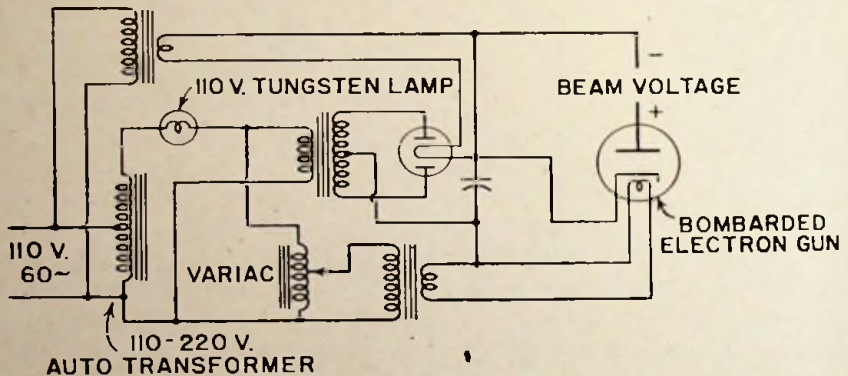 110 V. TUNGSTEN LAMP
BEAM VOLTAGE
−
+
110 V.
60~
VARIAC
BOMBARDED
ELECTRON GUN
110-220 V.
AUTO TRANSFORMER